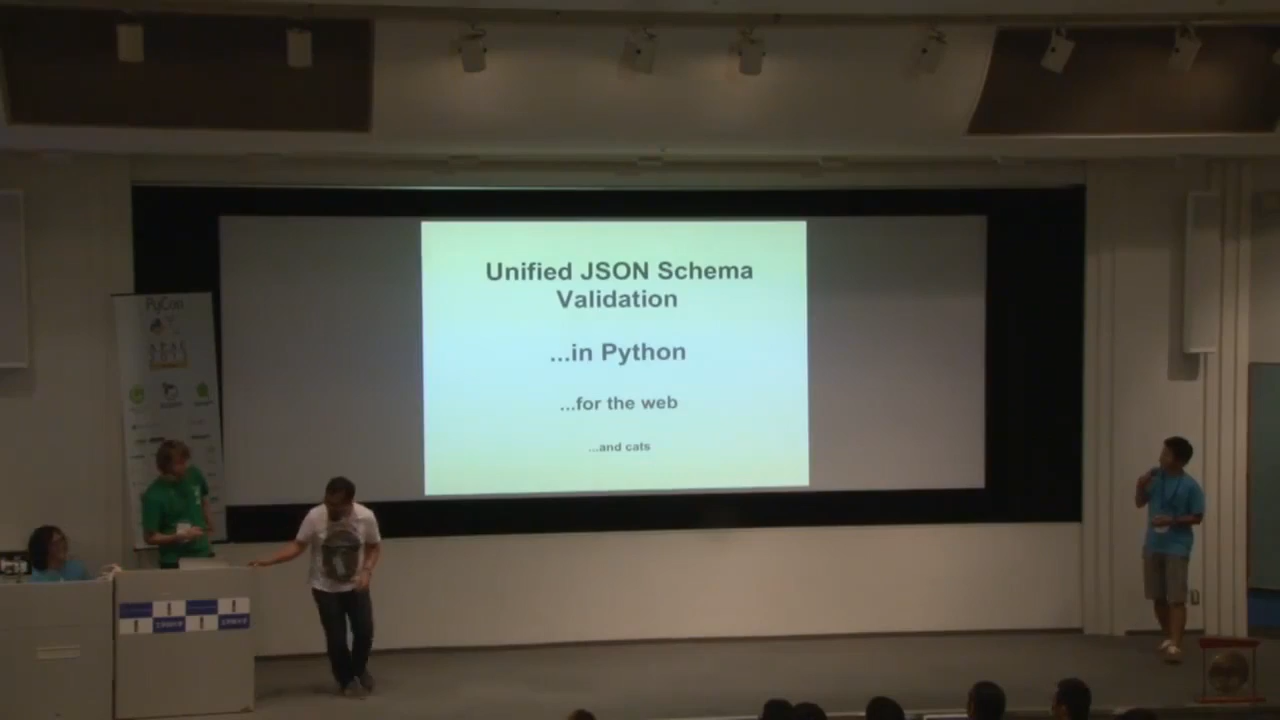 Unified JSON Schema
Validation
...in Python
...for the web
...and cats
PyCon